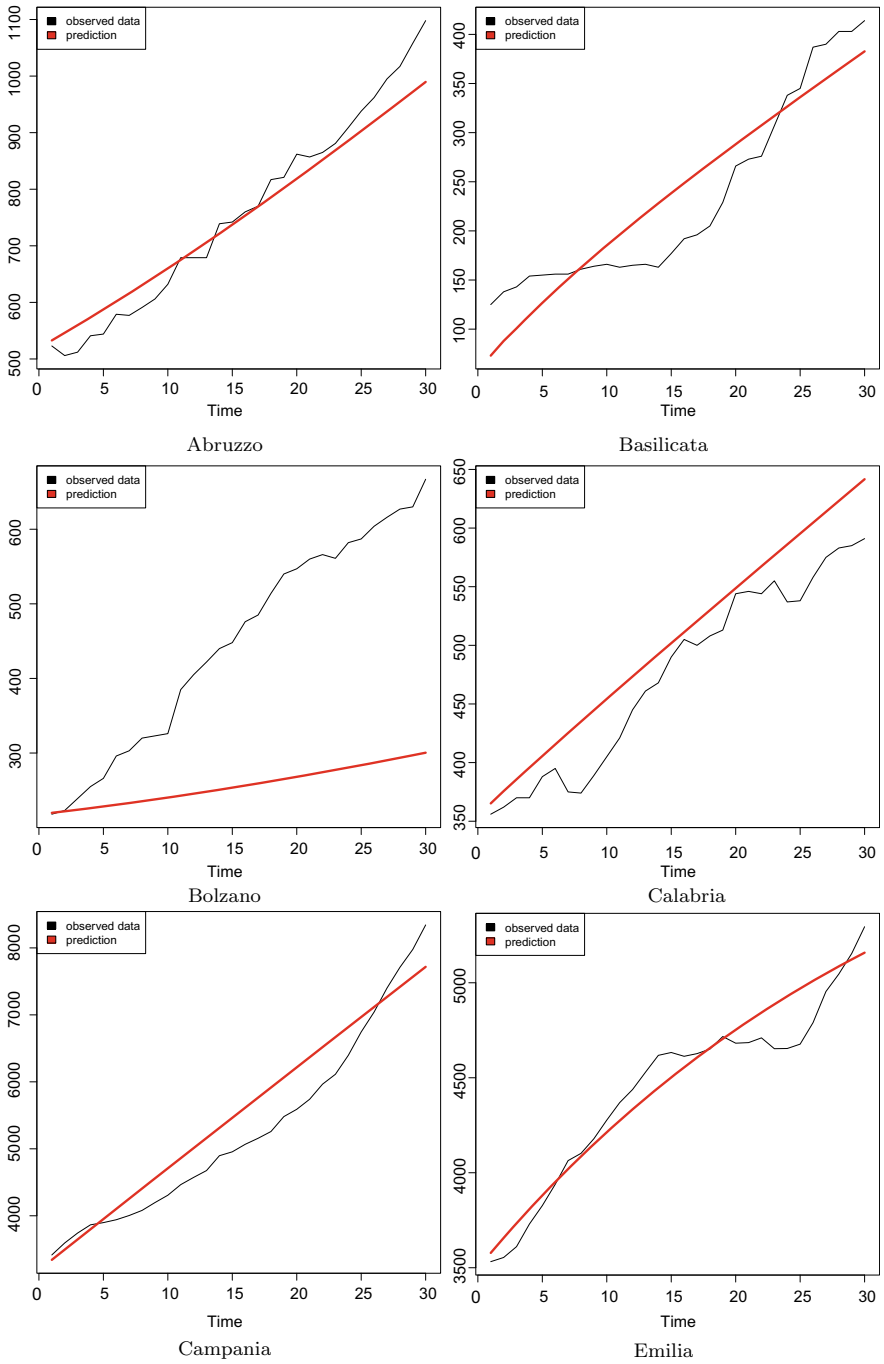 observed data
prediction
500 600 700 800 900 1000 1100
0 5 10 15 20 25 30
Time
Abruzzo
observed data
prediction
100 150 200 250 300 350 400
0 5 10 15 20 25 30
Time
Basilicata
observed data
prediction
300 400 500 600
0 5 10 15 20 25 30
Time
Bolzano
observed data
prediction
350 400 450 500 550 600 650
0 5 10 15 20 25 30
Time
Calabria
observed data
prediction
4000 5000 6000 7000 8000
0 5 10 15 20 25 30
Time
Campania
observed data
prediction
3500 4000 4500 5000
0 5 10 15 20 25 30
Time
Emilia